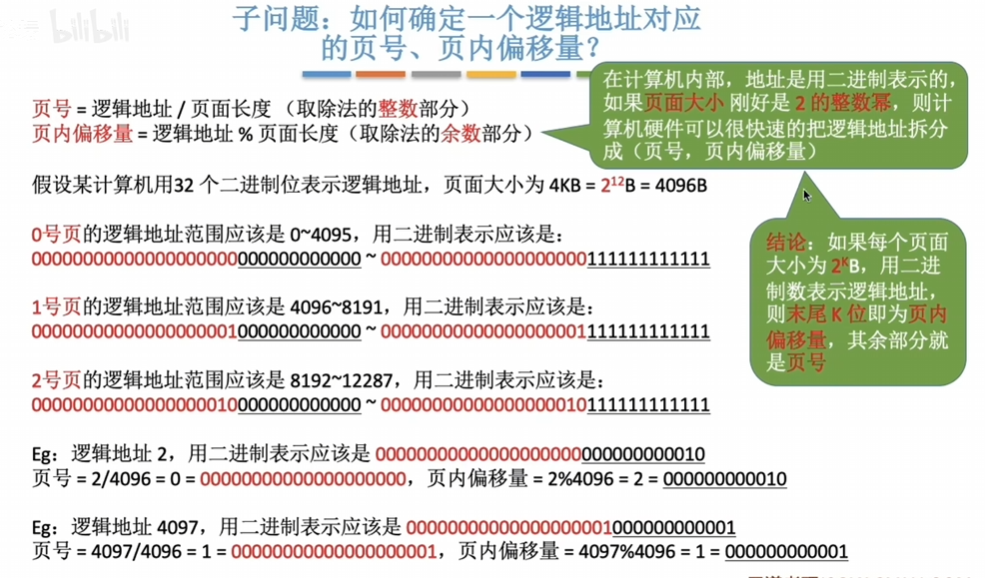 bilibili
子问题：如何确定一个逻辑地址对应
的页号、页内偏移量？
页号 = 逻辑地址 / 页面长度 （取除法的整数部分）
页内偏移量 = 逻辑地址 % 页面长度（取除法的余数部分）
在计算机内部，地址是用二进制表示的，
如果页面大小 刚好是 2 的整数幂，则计
算机硬件可以很快速的把逻辑地址拆分
成（页号，页内偏移量）
假设某计算机用32 个二进制位表示逻辑地址，页面大小为 4KB = 2¹²B = 4096B
0号页的逻辑地址范围应该是 0~4095，用二进制表示应该是：
00000000000000000000000000000000 ~ 00000000000000000000111111111111
1号页的逻辑地址范围应该是 4096~8191，用二进制表示应该是：
00000000000000000001000000000000 ~ 00000000000000000001111111111111
2号页的逻辑地址范围应该是 8192~12287，用二进制表示应该是：
00000000000000000010000000000000 ~ 00000000000000000010111111111111
结论：如果每个页面
大小为 2ᴷB，用二进
制数表示逻辑地址，
则末尾 K 位即为页内
偏移量，其余部分就
是页号
Eg：逻辑地址 2，用二进制表示应该是 00000000000000000000000000000010
页号 = 2/4096 = 0 = 00000000000000000000，页内偏移量 = 2%4096 = 2 = 000000000010
Eg：逻辑地址 4097，用二进制表示应该是 00000000000000000001000000000001
页号 = 4097/4096 = 1 = 00000000000000000001，页内偏移量 = 4097%4096 = 1 = 000000000001